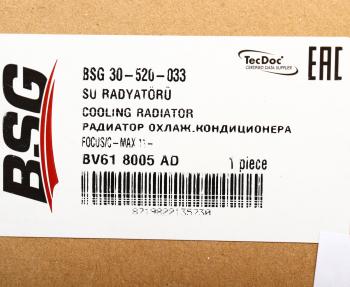 BSG
BSG 30-520-033
TecDoc
CERTIFIED DATA SUPPLIER
EAC
SU RADYATÖRÜ
COOLING RADIATOR
РАДИАТОР ОХЛАЖ.КОНДИЦИОНЕРА
FOCUS/C-MAX 11-
BV61 8005 AD
1 piece
8719822135230